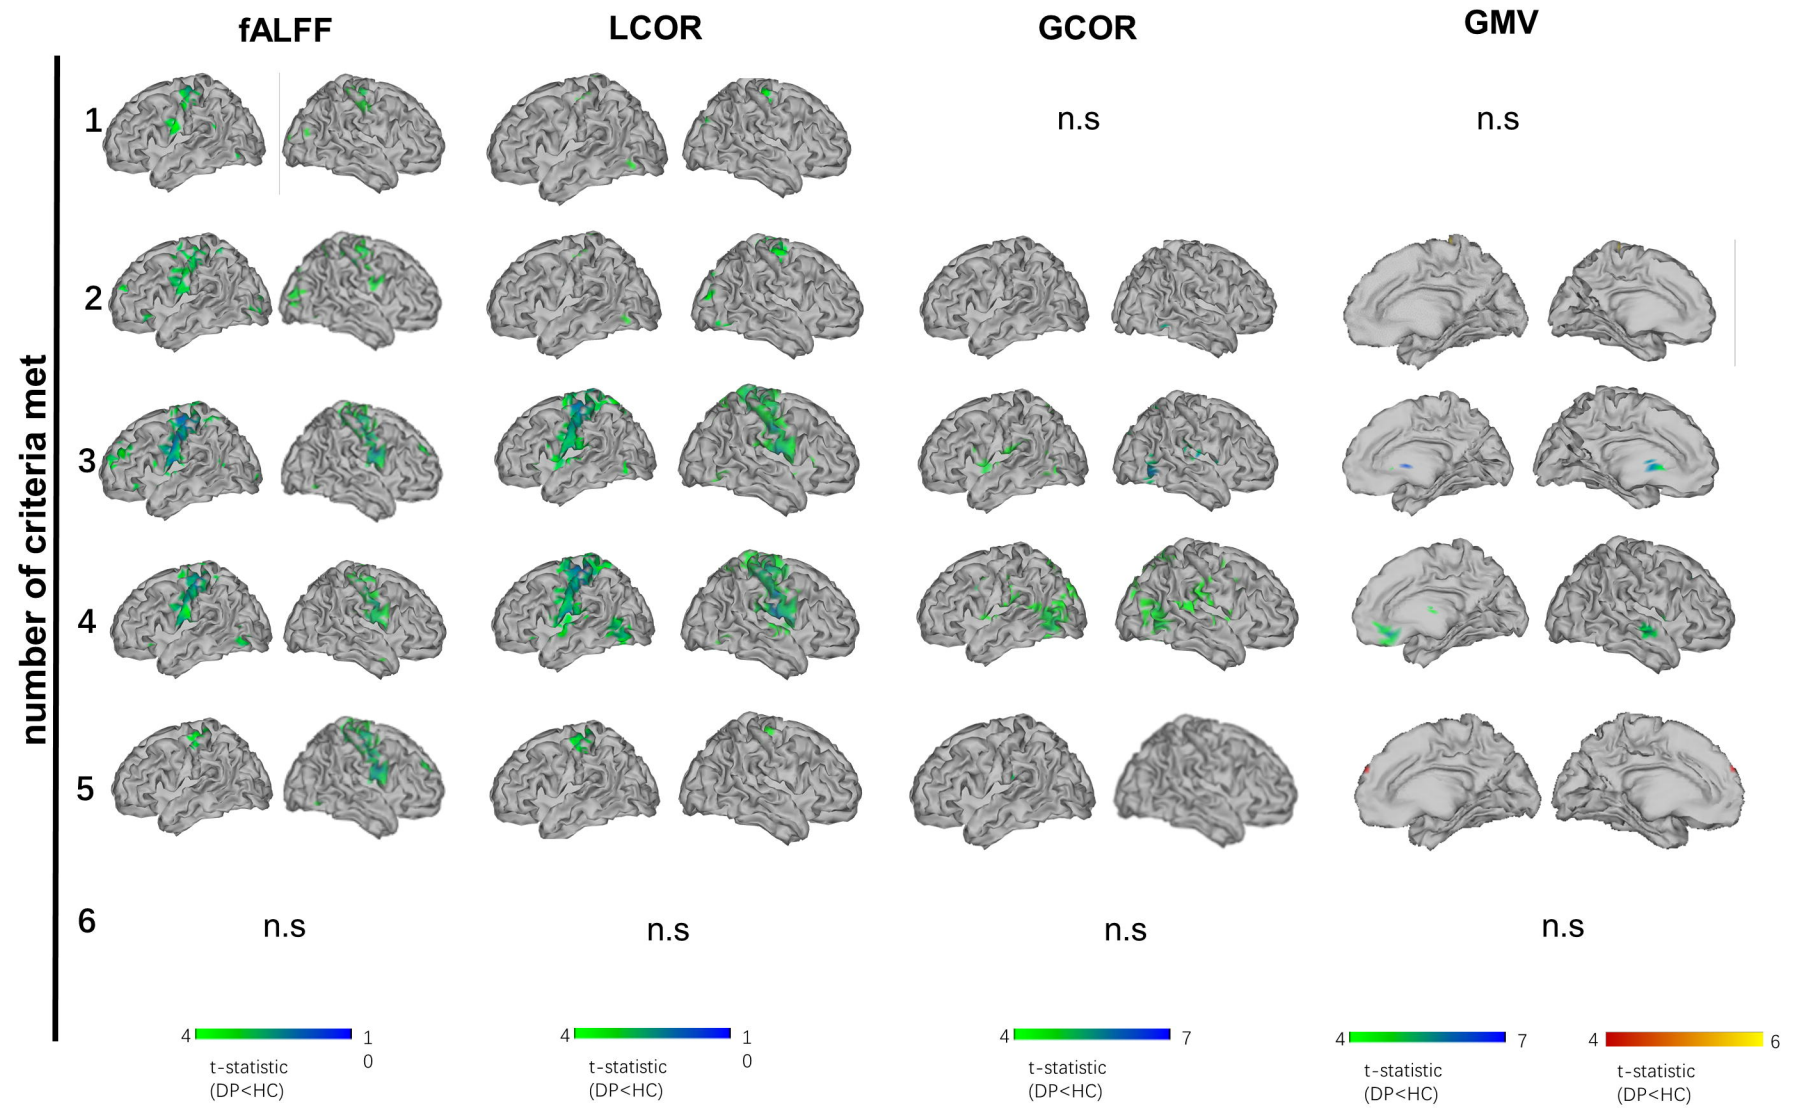 fALFF LCOR GCOR GMV
number of criteria met
1 n.s n.s
2
3
4
5
6 n.s n.s n.s n.s
4 1 4 1 4 7 4 7 4 6
0 0
t-statistic t-statistic t-statistic t-statistic t-statistic
(DP<HC) (DP<HC) (DP<HC) (DP<HC) (DP<HC)